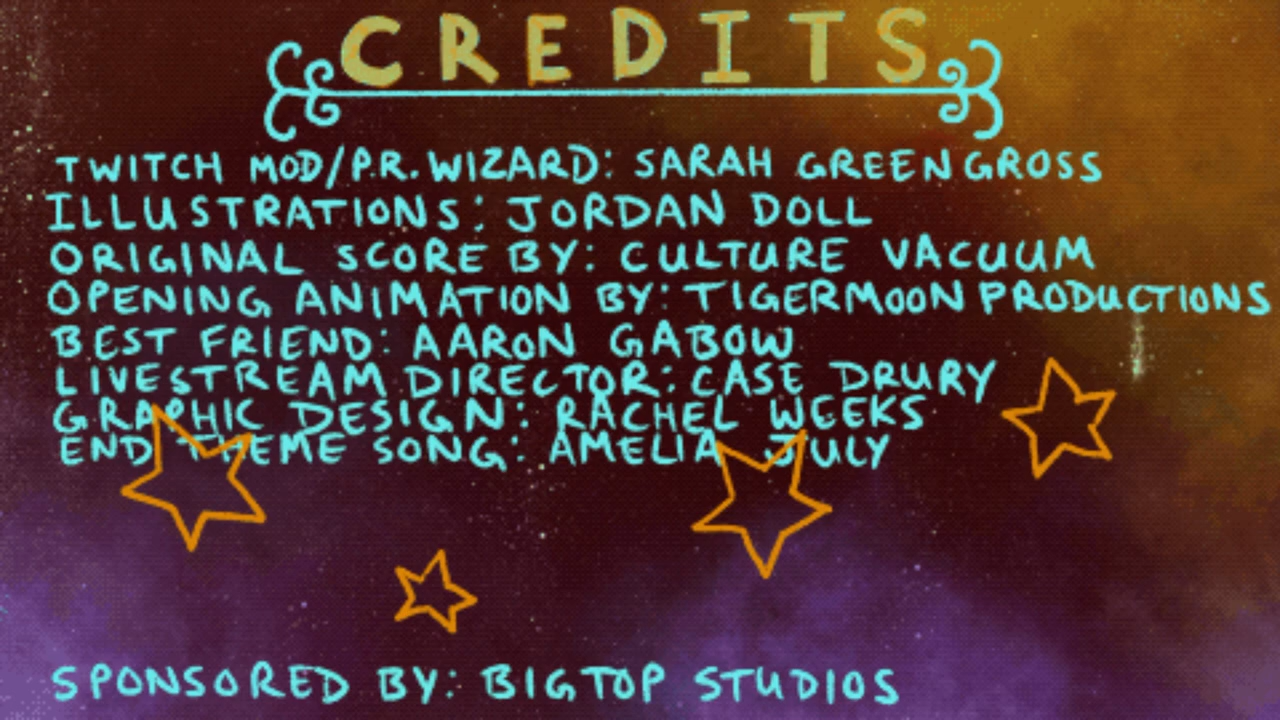 CREDITS
TWITCH MOD/P.R. WIZARD: SARAH GREENGROSS
ILLUSTRATIONS: JORDAN DOLL
ORIGINAL SCORE BY: CULTURE VACUUM
OPENING ANIMATION BY: TIGERMOON PRODUCTIONS
BEST FRIEND: AARON GABOW
LIVESTREAM DIRECTOR: CASE DRURY
GRAPHIC DESIGN: RACHEL WEEKS
END THEME SONG: AMELIA JULY
SPONSORED BY: BIGTOP STUDIOS